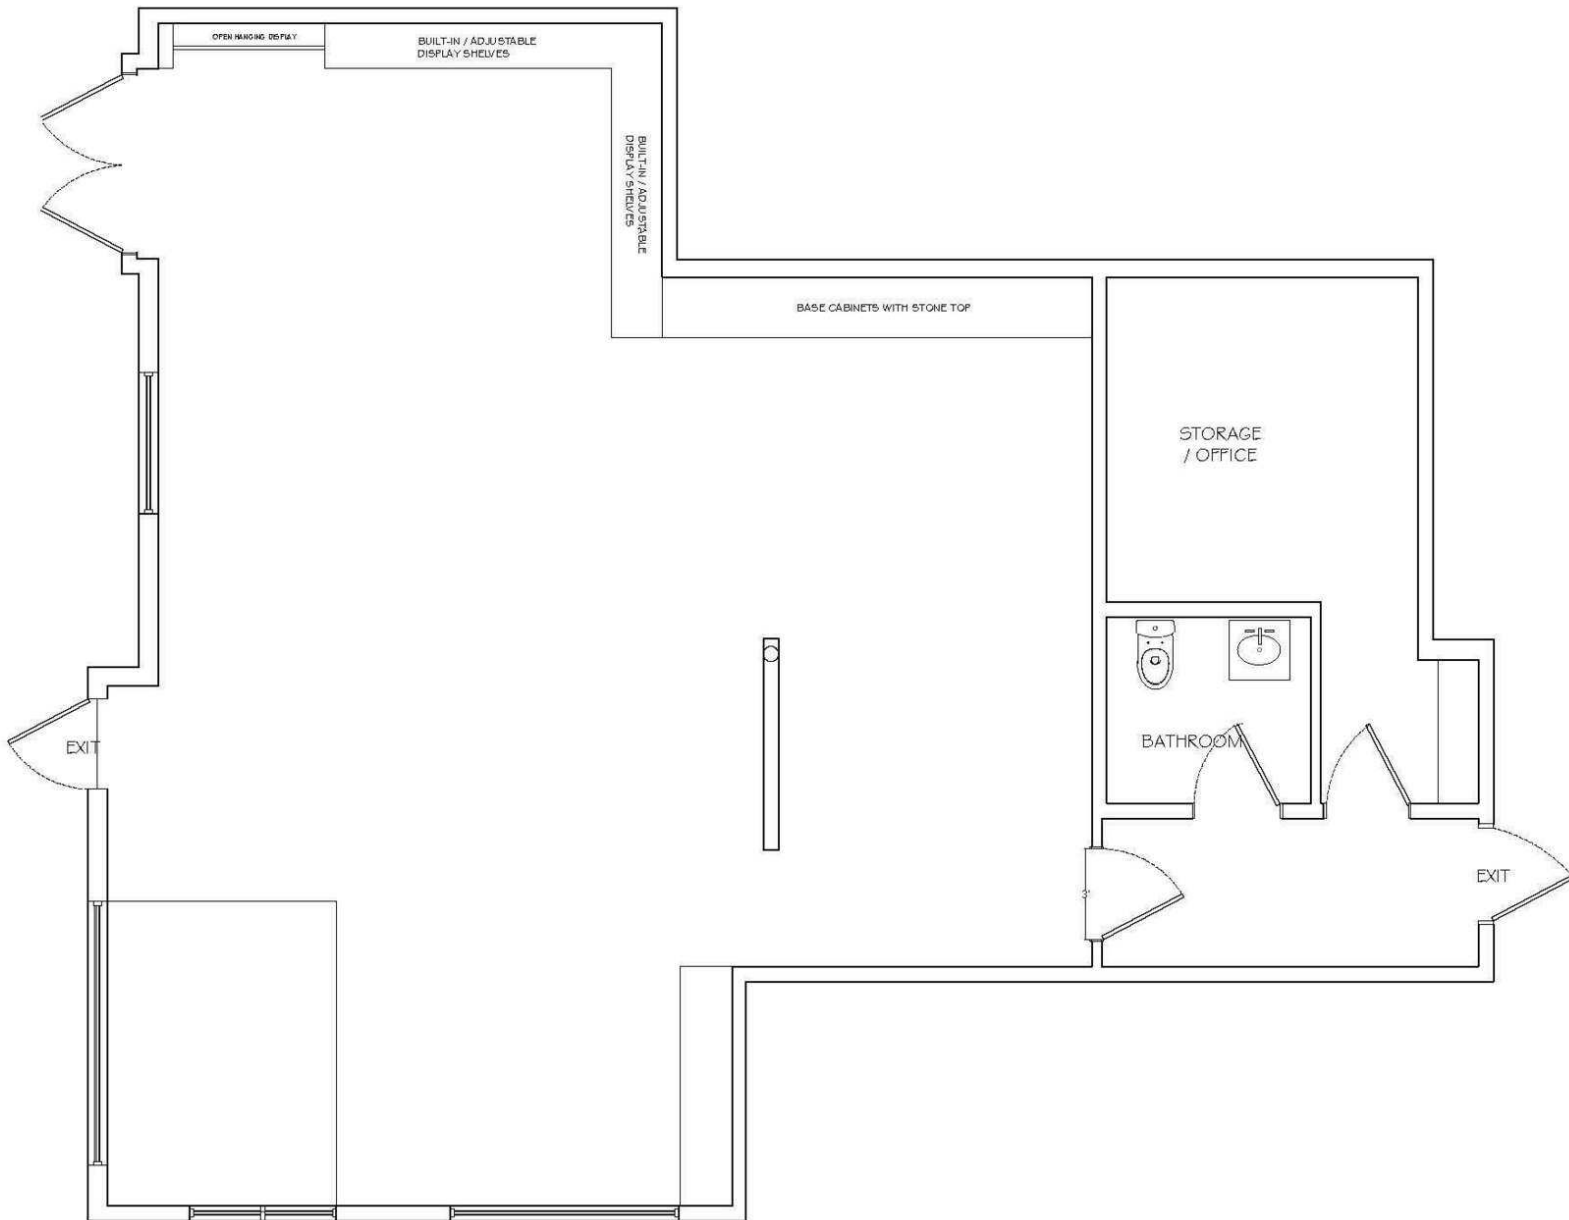 OPEN HANGING DISPLAY
BUILT-IN / ADJUSTABLE
DISPLAY SHELVES
BUILT-IN / ADJUSTABLE
DISPLAY SHELVES
BASE CABINETS WITH STONE TOP
STORAGE
/ OFFICE
BATHROOM
EXIT
3'
EXIT